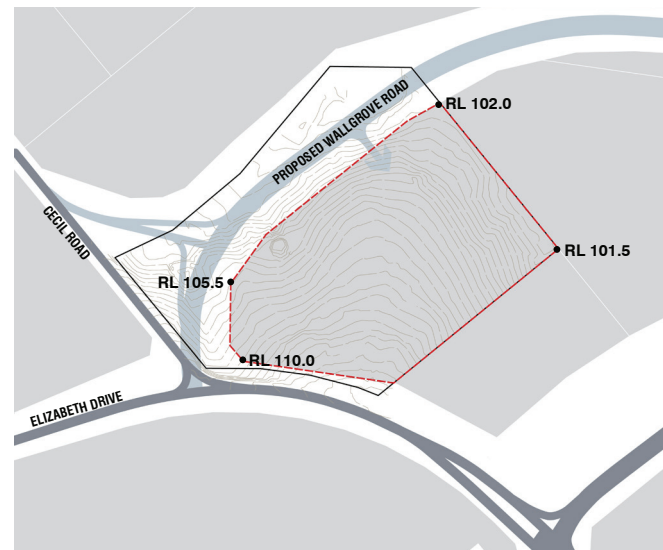 PROPOSED WALLGROVE ROAD
RL 102.0
CECIL ROAD
RL 101.5
RL 105.5
RL 110.0
ELIZABETH DRIVE